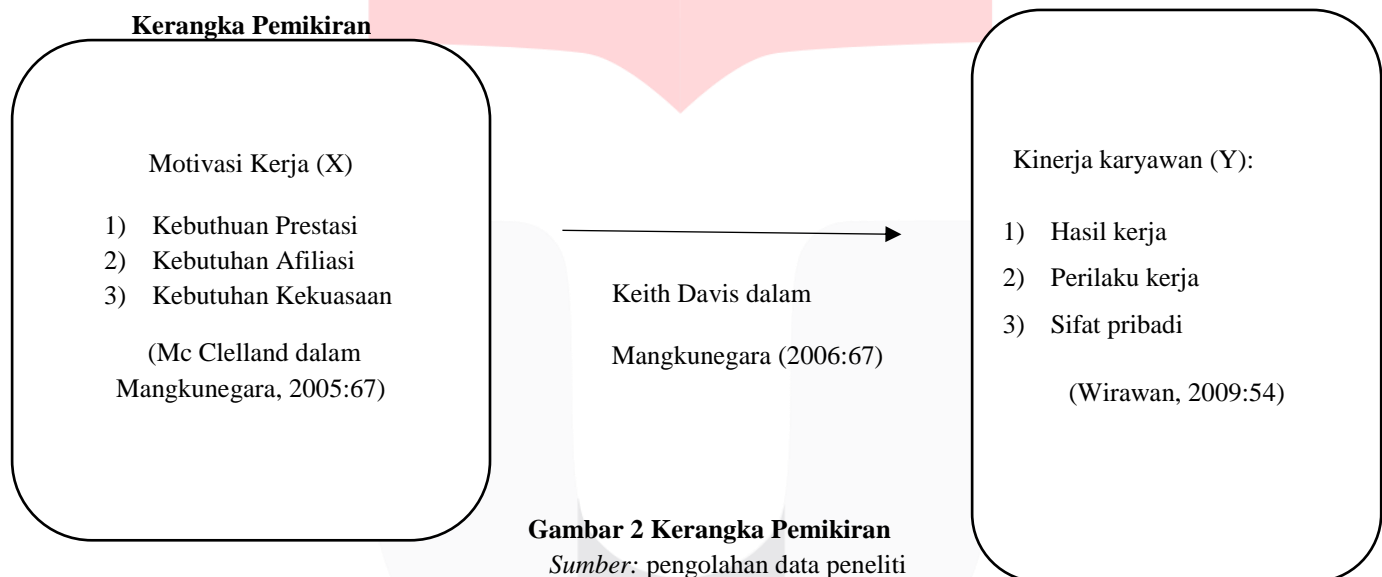 Kerangka Pemikiran
Motivasi Kerja (X)
1) Kebuthuan Prestasi
2) Kebutuhan Afiliasi
3) Kebutuhan Kekuasaan
(Mc Clelland dalam
Mangkunegara, 2005:67)
Keith Davis dalam
Mangkunegara (2006:67)
Kinerja karyawan (Y):
1) Hasil kerja
2) Perilaku kerja
3) Sifat pribadi
(Wirawan, 2009:54)
Gambar 2 Kerangka Pemikiran
Sumber: pengolahan data peneliti